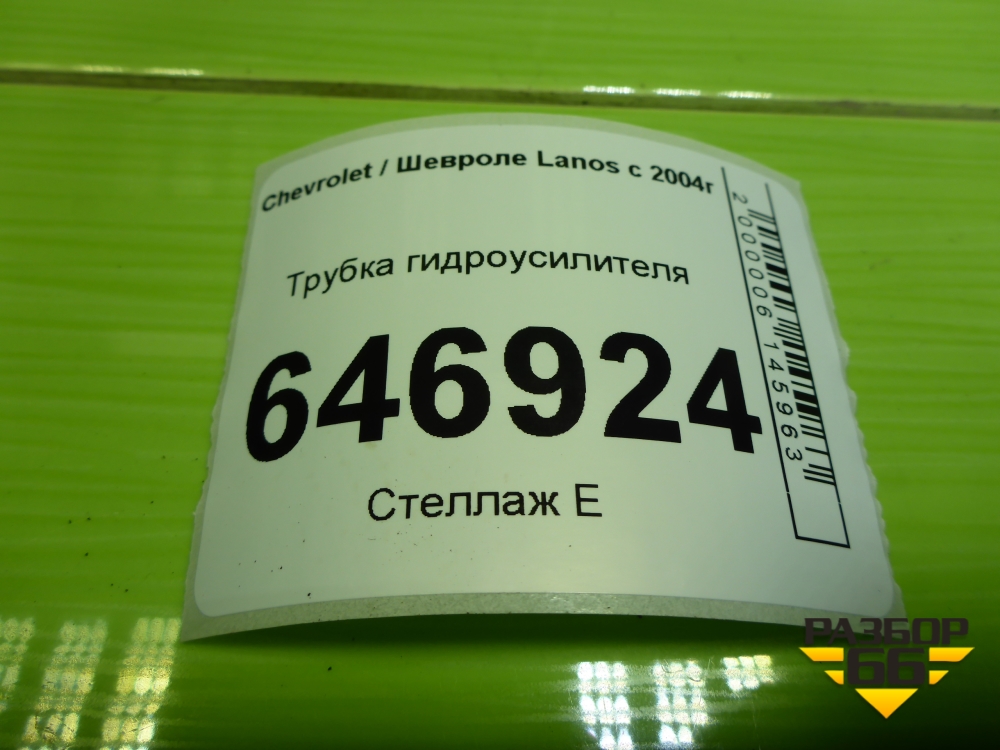 Chevrolet / Шевроле Lanos с 2004г
Трубка гидроусилителя
646924
Стеллаж Е
2000006145963
РАЗБОР
66